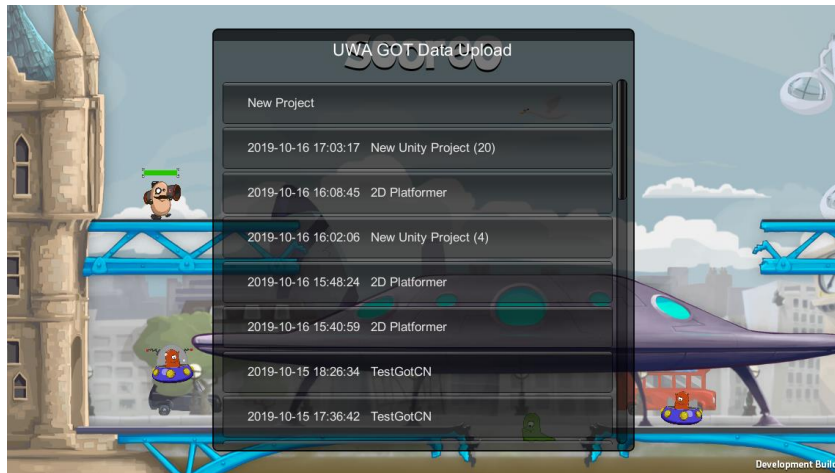 UWA GOT Data Upload
New Project
2019-10-16 17:03:17 New Unity Project (20)
2019-10-16 16:08:45 2D Platformer
2019-10-16 16:02:06 New Unity Project (4)
2019-10-16 15:48:24 2D Platformer
2019-10-16 15:40:59 2D Platformer
2019-10-15 18:26:34 TestGotCN
2019-10-15 17:36:42 TestGotCN
Development Build